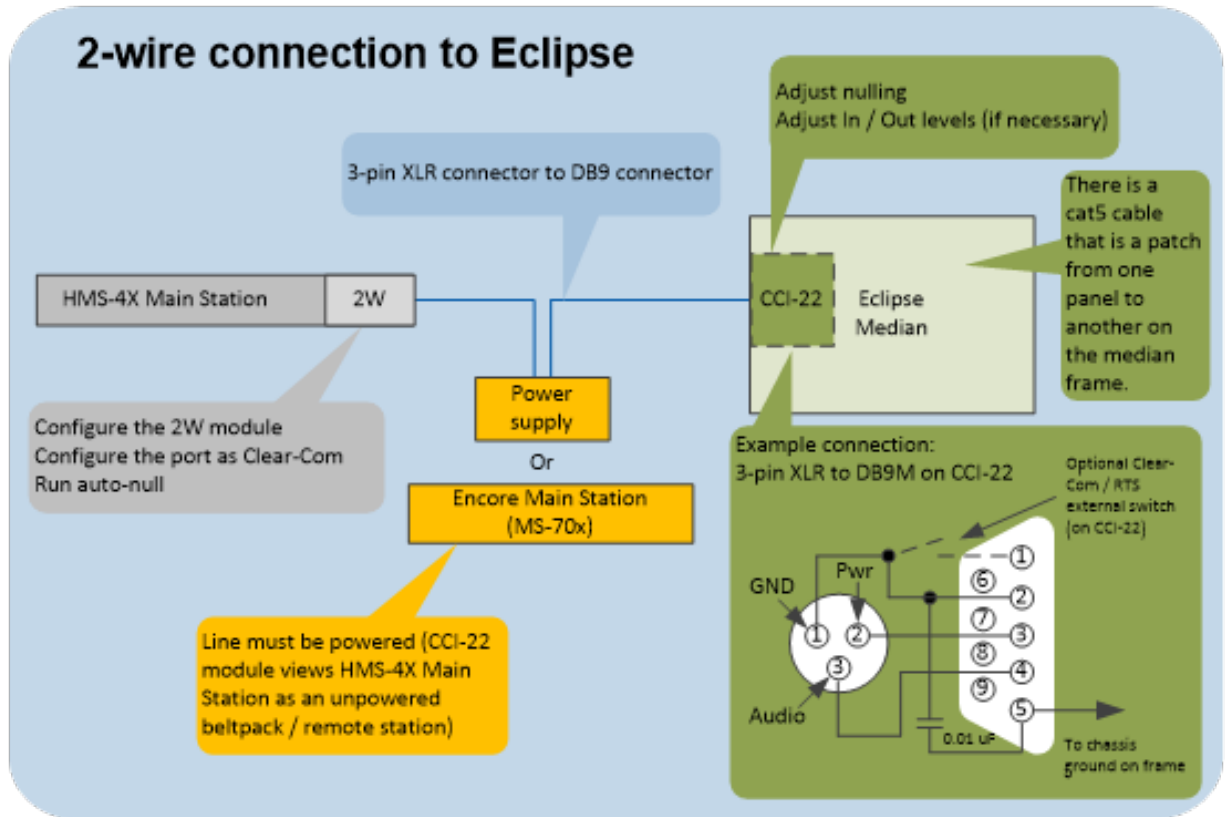 2-wire connection to Eclipse
Adjust nulling
Adjust In / Out levels (if necessary)
3-pin XLR connector to DB9 connector
There is a
cat5 cable
that is a patch
from one
panel to
another on
the median
frame.
HMS-4X Main Station
2W
CCI-22
Eclipse
Median
Power
supply
Or
Encore Main Station
(MS-70x)
Configure the 2W module
Configure the port as Clear-Com
Run auto-null
Line must be powered (CCI-22
module views HMS-4X Main
Station as an unpowered
beltpack / remote station)
Example connection:
3-pin XLR to DB9M on CCI-22
Optional Clear-
Com / RTS
external switch
(on CCI-22)
GND
Pwr
Audio
1
2
3
1
2
3
4
5
6
7
8
9
0.01 uF
To chassis
ground on frame
5